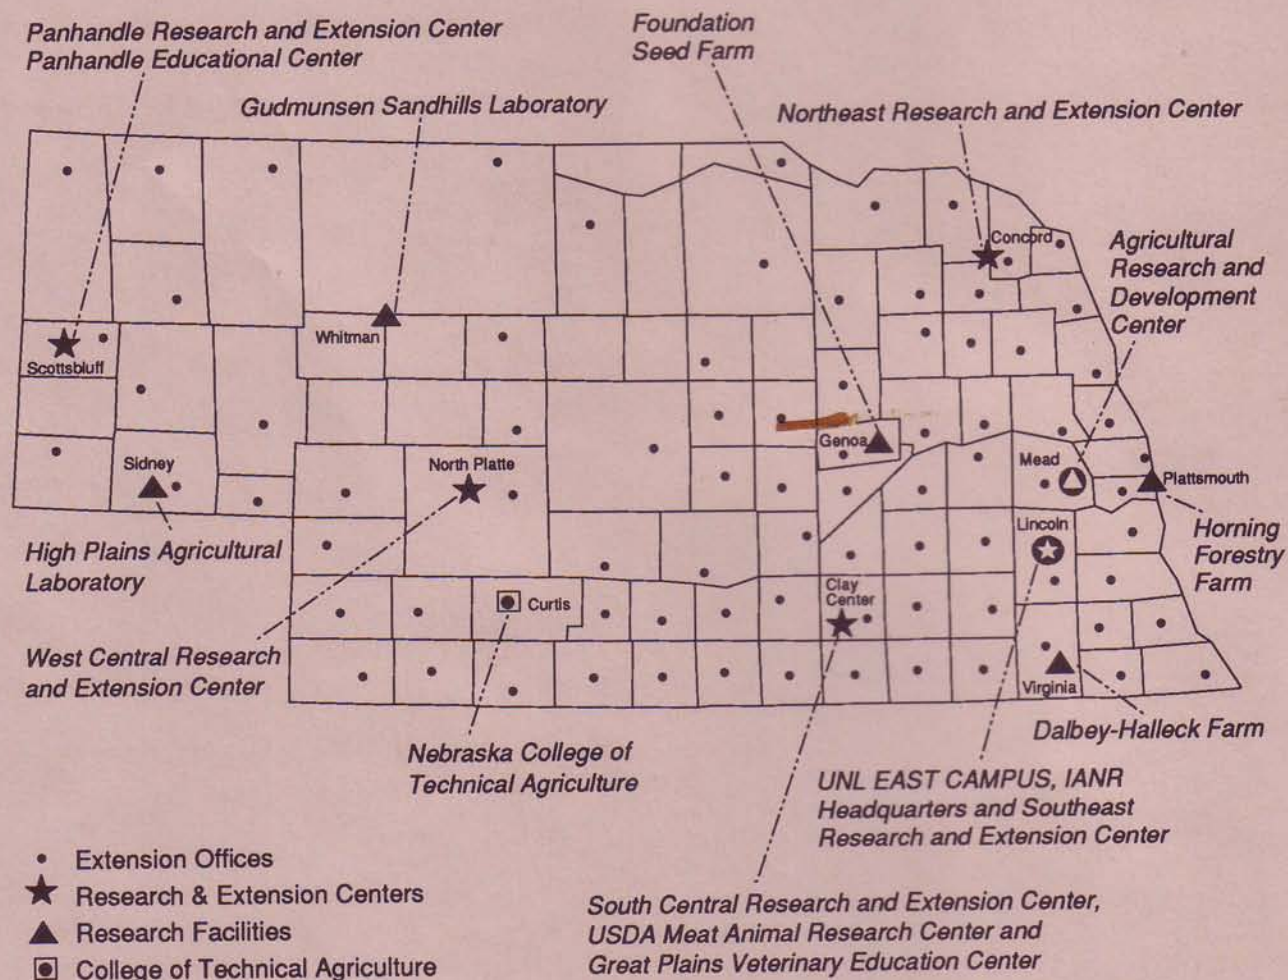 Panhandle Research and Extension Center
Panhandle Educational Center
Foundation
Seed Farm
Gudmunsen Sandhills Laboratory
Northeast Research and Extension Center
Concord
Agricultural
Research and
Development
Center
Whitman
Scottsbluff
Genoa
Sidney
North Platte
Mead
Plattsmouth
Lincoln
High Plains Agricultural
Laboratory
Horning
Forestry
Farm
Clay
Center
Curtis
West Central Research
and Extension Center
Virginia
Dalbey-Halleck Farm
Nebraska College of
Technical Agriculture
UNL EAST CAMPUS, IANR
Headquarters and Southeast
Research and Extension Center
Extension Offices
Research & Extension Centers
Research Facilities
College of Technical Agriculture
South Central Research and Extension Center,
USDA Meat Animal Research Center and
Great Plains Veterinary Education Center